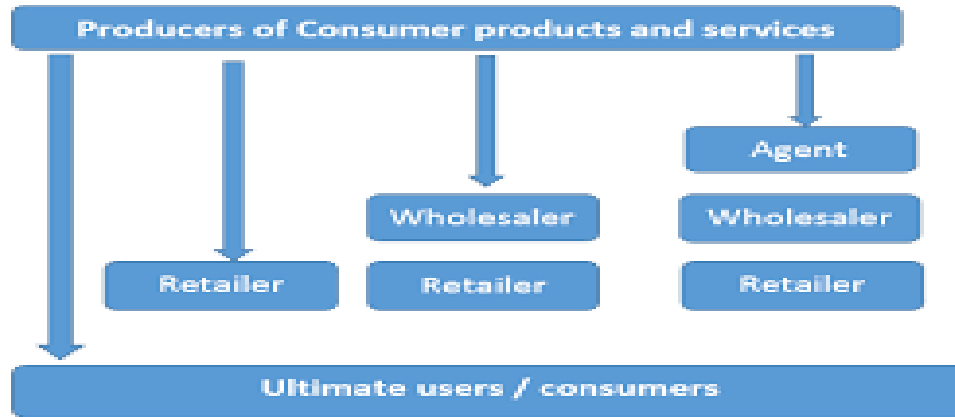 Producers of Consumer products and services
Agent
Wholesaler
Wholesaler
Retailer
Retailer
Retailer
Ultimate users / consumers